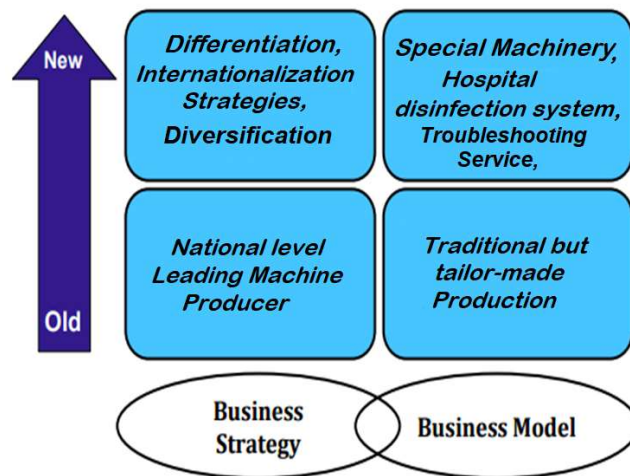 New
Differentiation,
Internationalization
Strategies,
Diversification
Special Machinery,
Hospital
disinfection system,
Troubleshooting
Service,
National level
Leading Machine
Producer
Traditional but
tailor-made
Production
Old
Business
Strategy
Business Model